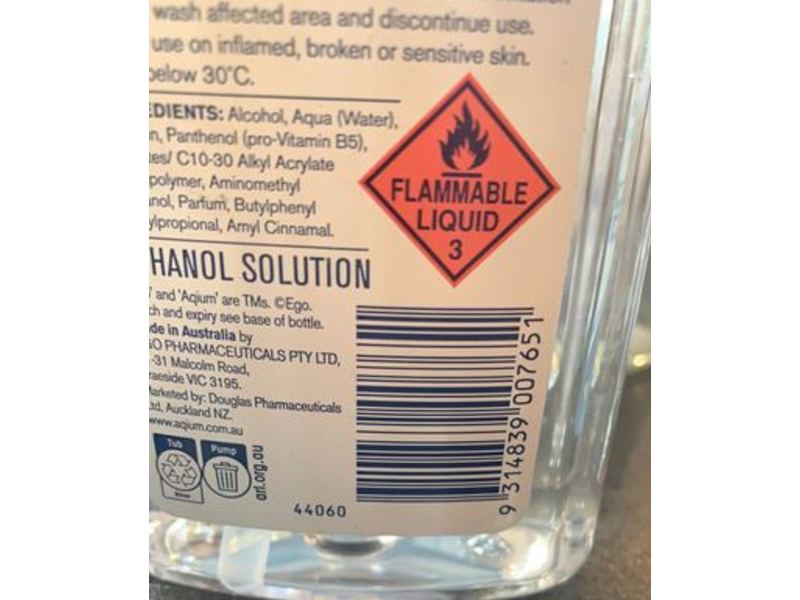 wash affected area and discontinue use.
use on inflamed, broken or sensitive skin.
below 30°C.
EDIENTS: Alcohol, Aqua (Water),
n, Panthenol (pro-Vitamin B5),
es/ C10-30 Alkyl Acrylate
polymer, Aminomethyl
nol, Parfum, Butylphenyl
ylpropional, Amyl Cinnamal.
FLAMMABLE
LIQUID
3
HANOL SOLUTION
' and 'Aqium' are TMs. ©Ego.
ch and expiry see base of bottle.
de in Australia by
GO PHARMACEUTICALS PTY LTD,
-31 Malcolm Road,
raeside VIC 3195.
arketed by: Douglas Pharmaceuticals
td, Auckland NZ.
www.aqium.com.au
Tub
Pump
arl.org.au
44060
9 314839 007651